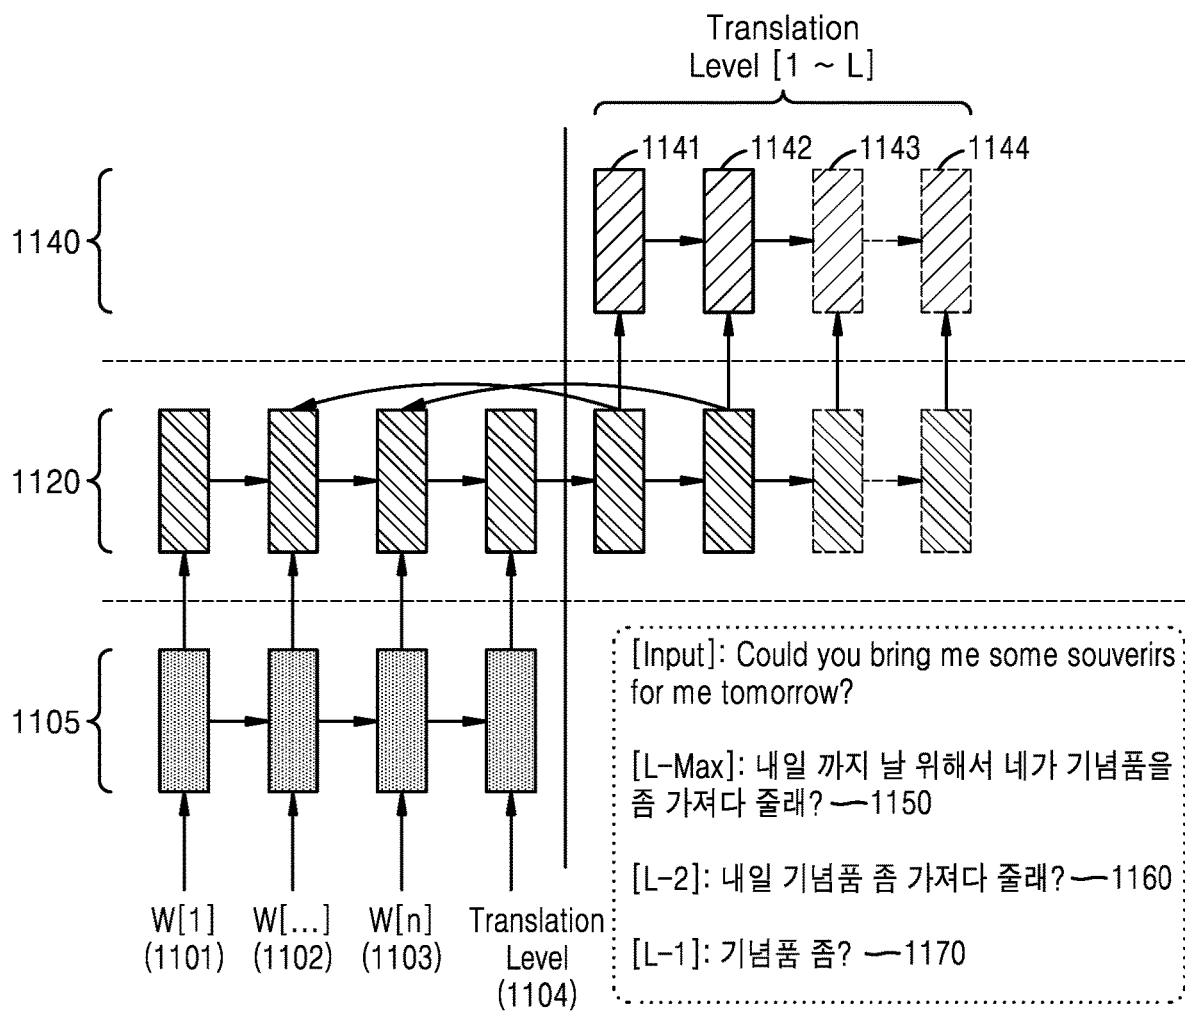 Translation
Level [1 ~ L]
1141
1142
1143
1144
1140
1120
1105
W[1]
(1101)
W[...]
(1102)
W[n]
(1103)
Translation
Level
(1104)
[Input]: Could you bring me some souverirs
for me tomorrow?
[L-Max]: 내일 까지 날 위해서 네가 기념품을
좀 가져다 줄래? 1150
[L-2]: 내일 기념품 좀 가져다 줄래? 1160
[L-1]: 기념품 좀? 1170